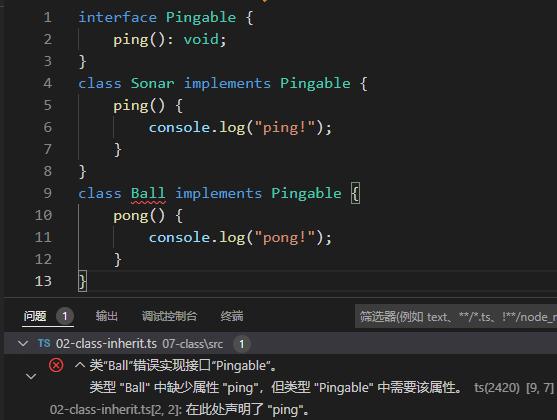 1 interface Pingable {
2 ping(): void;
3 }
4 class Sonar implements Pingable {
5 ping() {
6 console.log("ping!");
7 }
8 }
9 class Ball implements Pingable {
10 pong() {
11 console.log("pong!");
12 }
13 }
问题 1 输出 调试控制台 终端 筛选器(例如 text、**/*.ts、!**/node_m
TS 02-class-inherit.ts 07-class\src 1
类“Ball”错误实现接口“Pingable”。
类型 "Ball" 中缺少属性 "ping"，但类型 "Pingable" 中需要该属性。 ts(2420) [9, 7]
02-class-inherit.ts[2, 2]: 在此处声明了 "ping"。